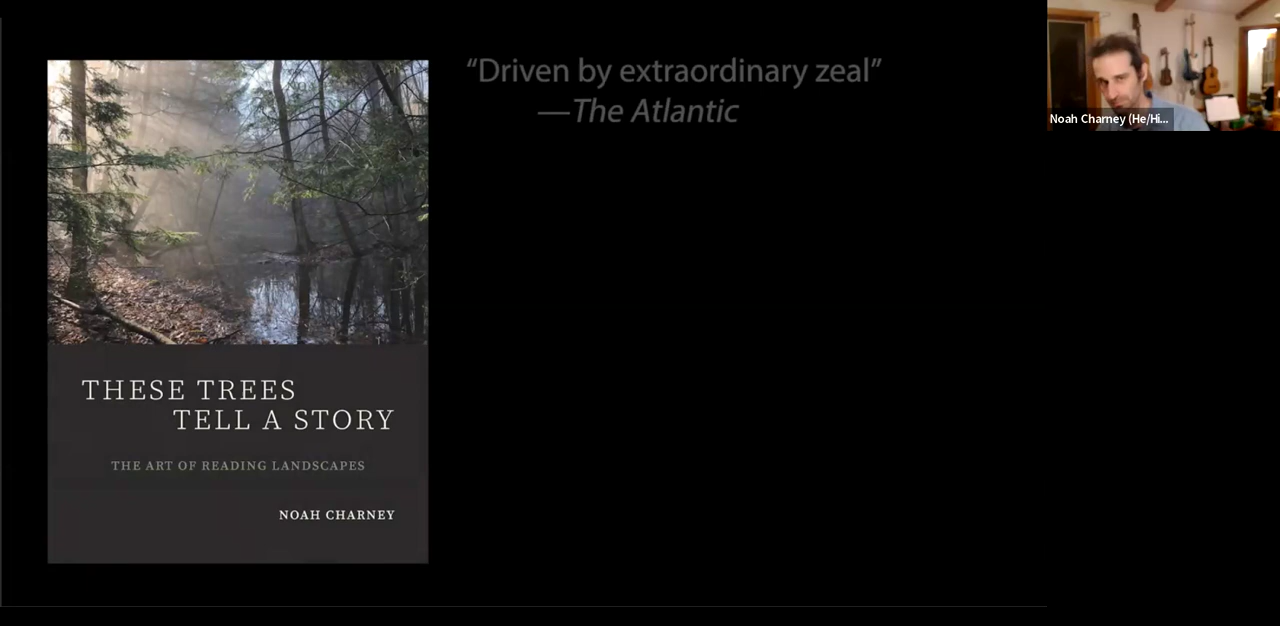 “Driven by extraordinary zeal”
—The Atlantic
THESE TREES
TELL A STORY
THE ART OF READING LANDSCAPES
NOAH CHARNEY
Noah Charney (He/Hi...